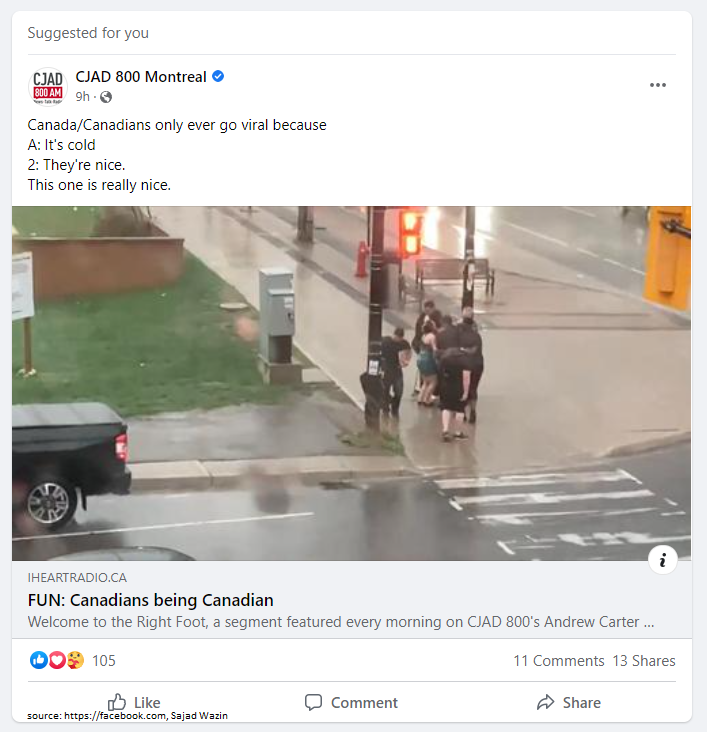 Suggested for you
CJAD 800 Montreal
9h ·
CJAD
800 AM
Canada/Canadians only ever go viral because
A: It's cold
2: They're nice.
This one is really nice.
IHEARTRADIO.CA
FUN: Canadians being Canadian
Welcome to the Right Foot, a segment featured every morning on CJAD 800's Andrew Carter ...
105
11 Comments 13 Shares
Like Comment Share
source: https://facebook.com, Sajad Wazin